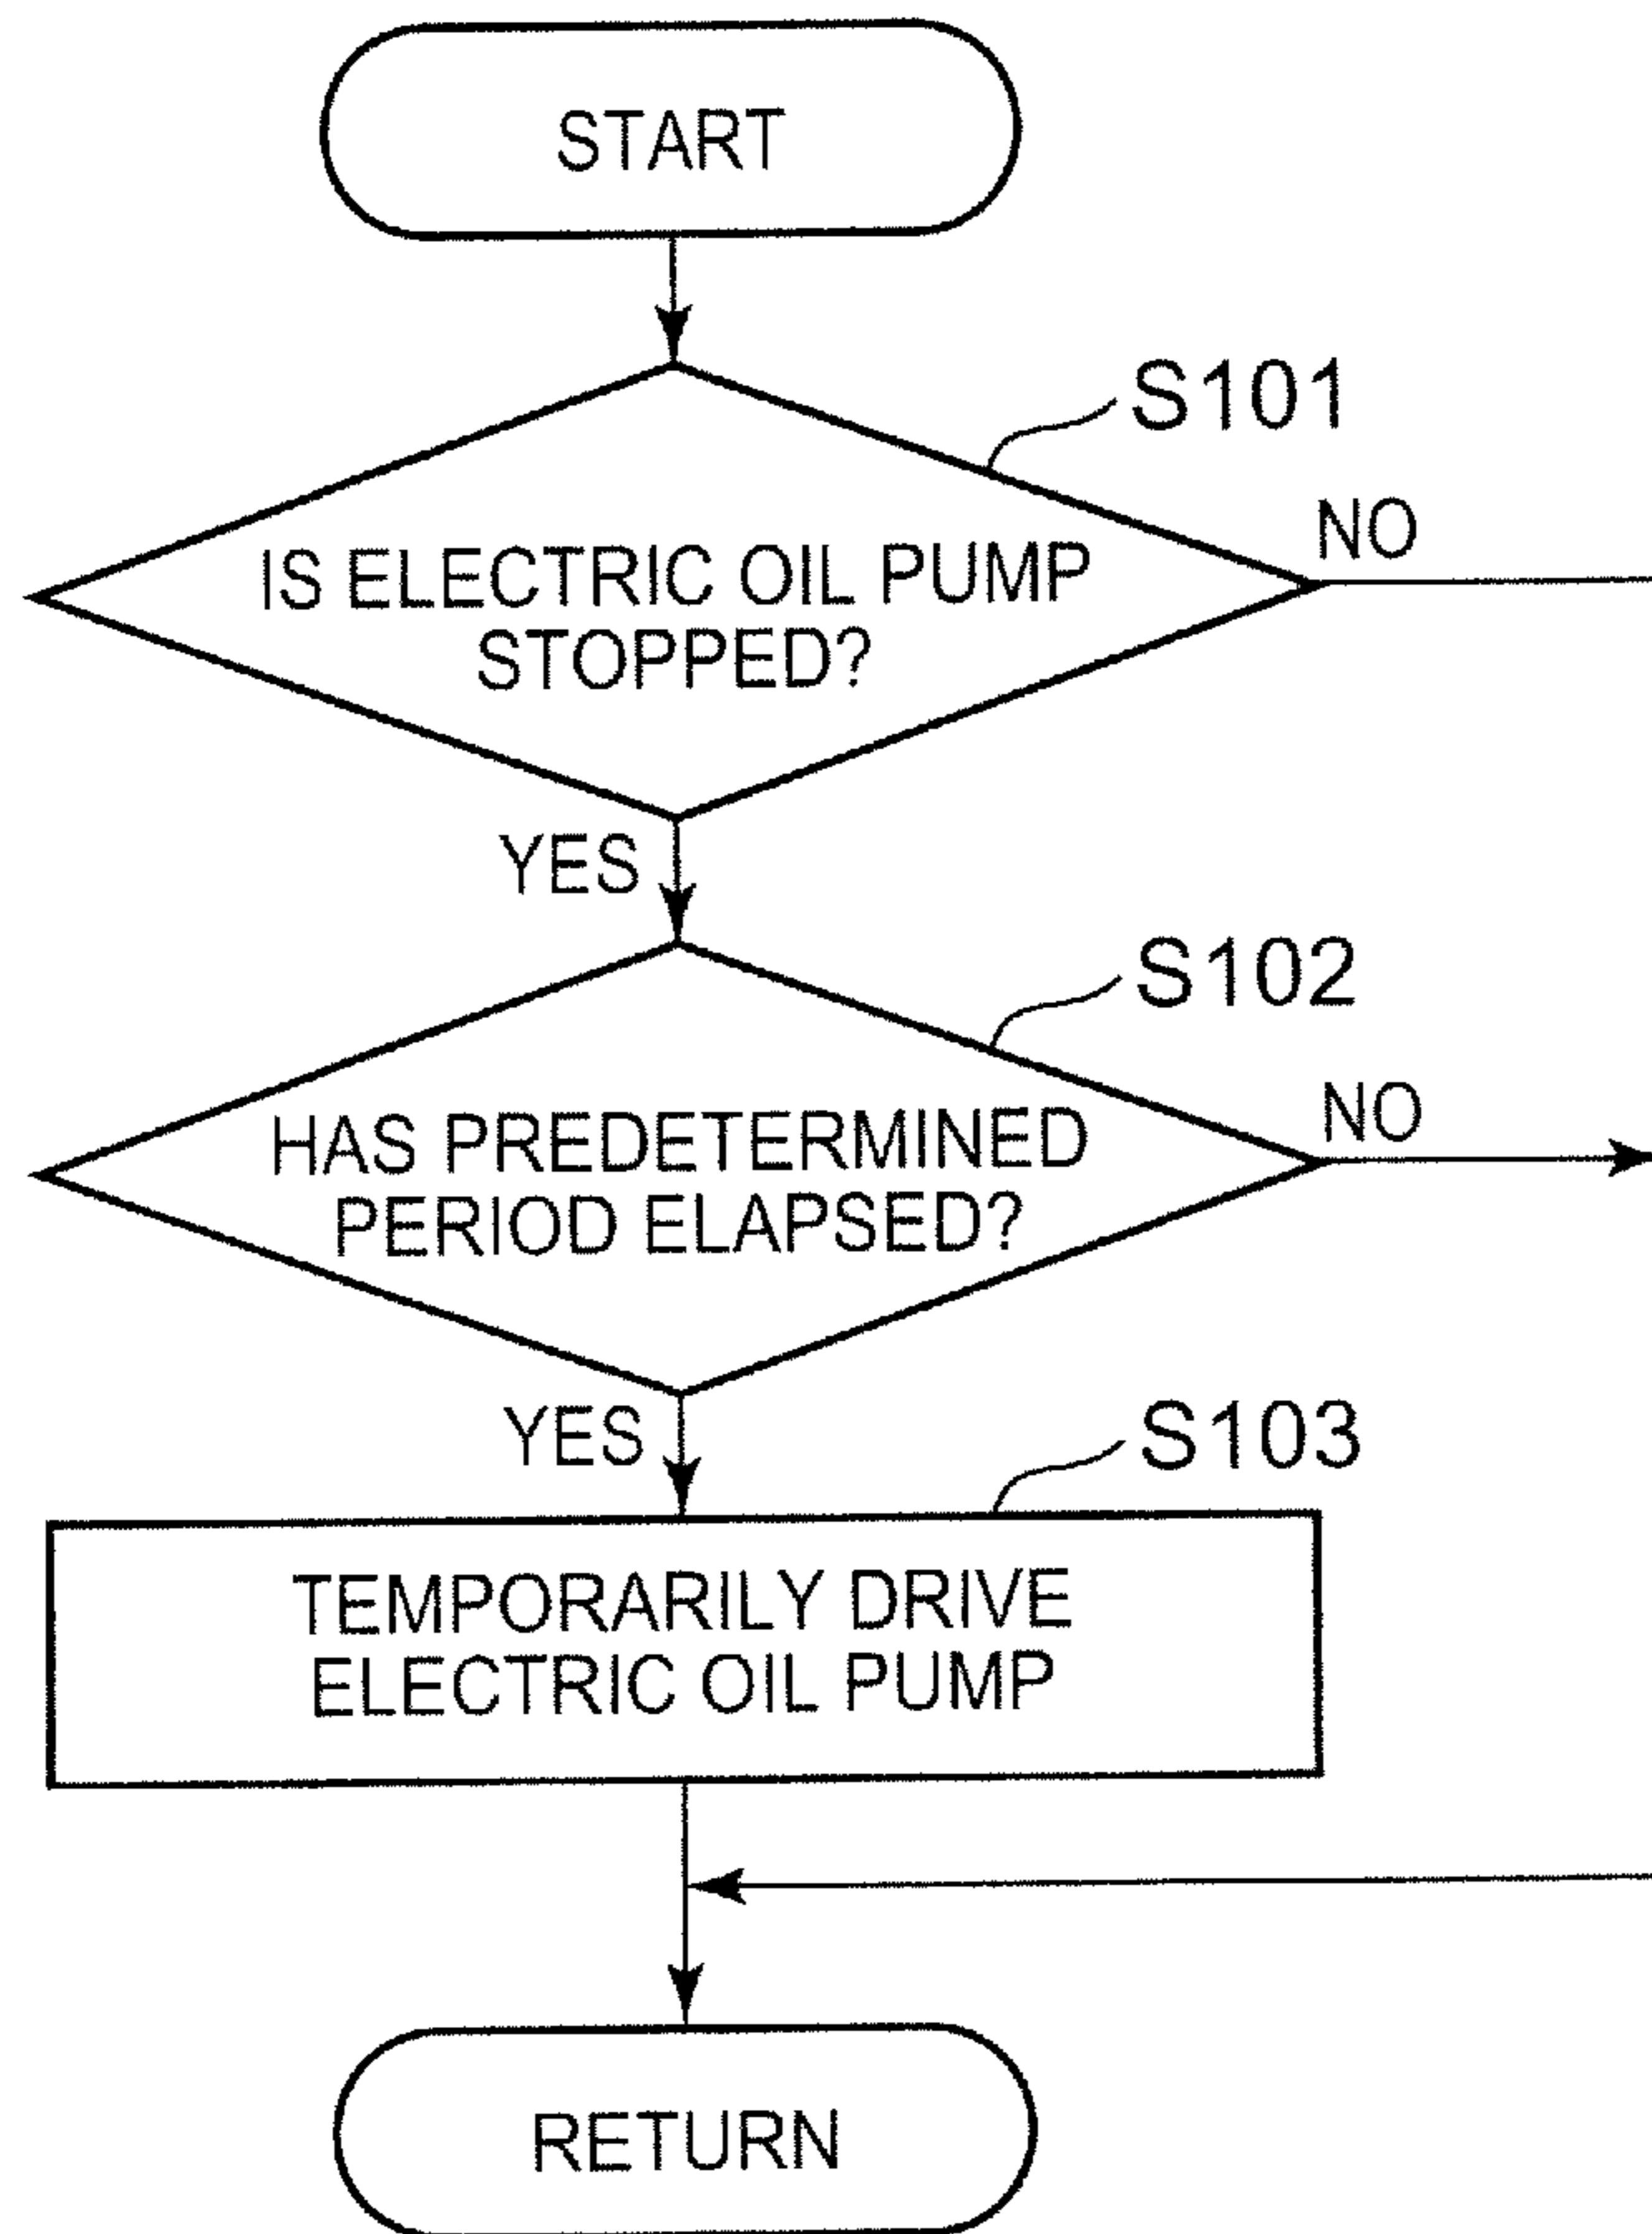 START
S101
NO
IS ELECTRIC OIL PUMP
STOPPED?
YES
S102
NO
HAS PREDETERMINED
PERIOD ELAPSED?
YES
S103
TEMPORARILY DRIVE
ELECTRIC OIL PUMP
RETURN